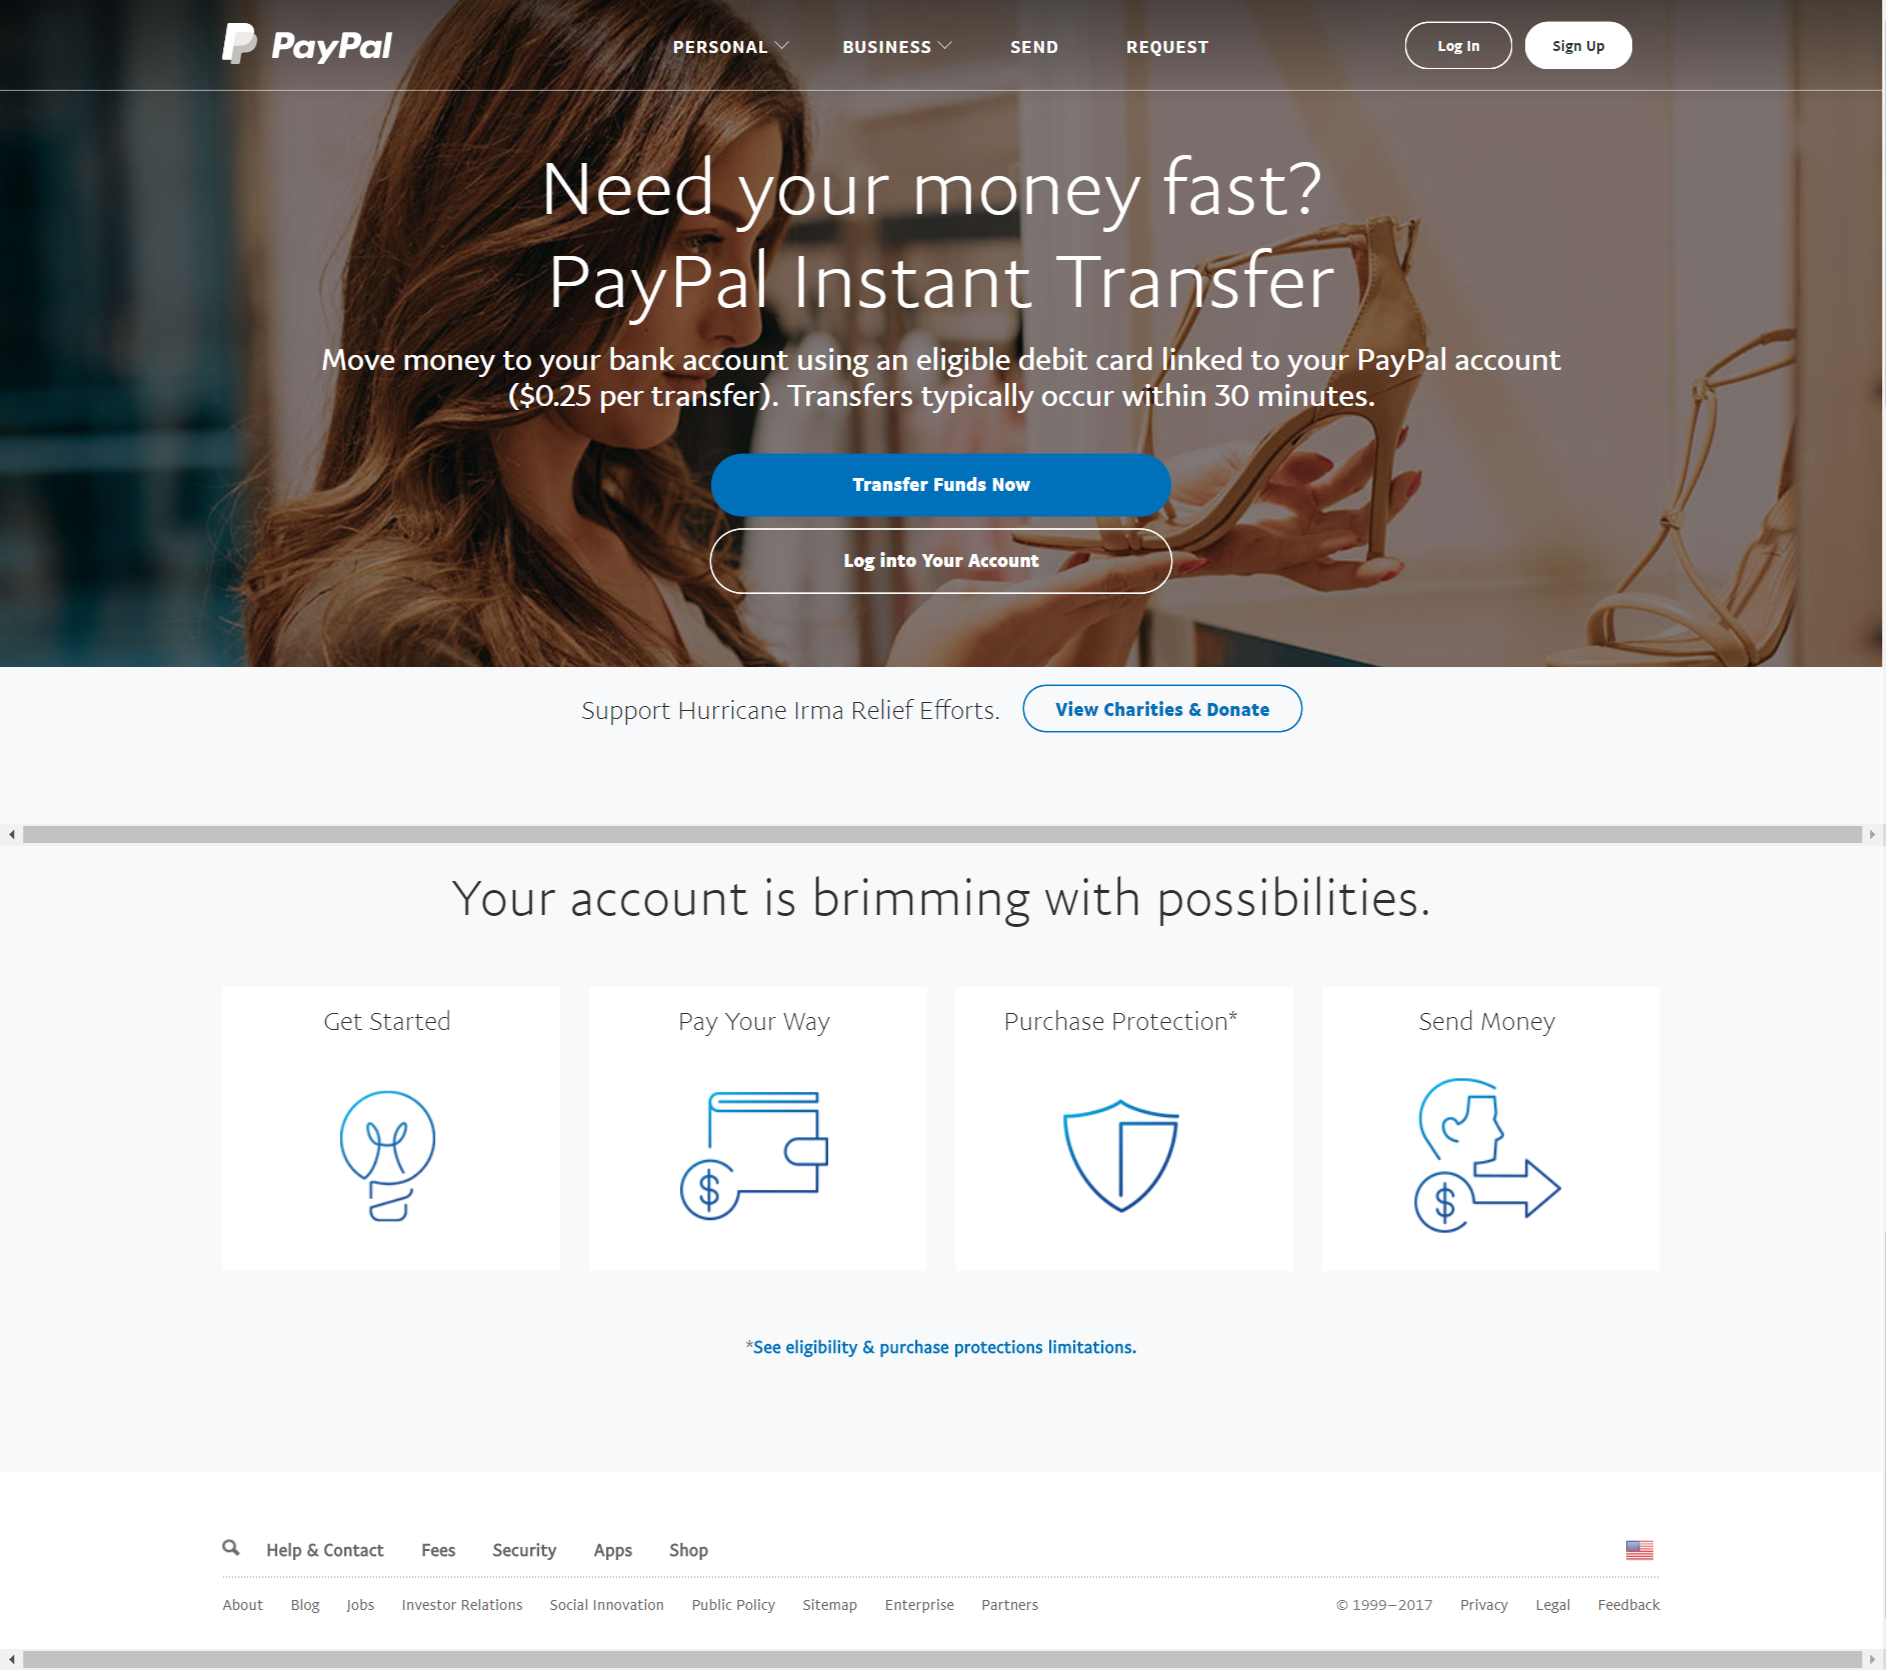 PayPal
PERSONAL
BUSINESS
SEND
REQUEST
Log In
Sign Up
Need your money fast?
PayPal Instant Transfer
Move money to your bank account using an eligible debit card linked to your PayPal account
($0.25 per transfer). Transfers typically occur within 30 minutes.
Transfer Funds Now
Log into Your Account
Support Hurricane Irma Relief Efforts.
View Charities & Donate
Your account is brimming with possibilities.
Get Started
Pay Your Way
Purchase Protection*
Send Money
$
$
*See eligibility & purchase protections limitations.
Help & Contact
Fees
Security
Apps
Shop
About
Blog
Jobs
Investor Relations
Social Innovation
Public Policy
Sitemap
Enterprise
Partners
© 1999–2017
Privacy
Legal
Feedback